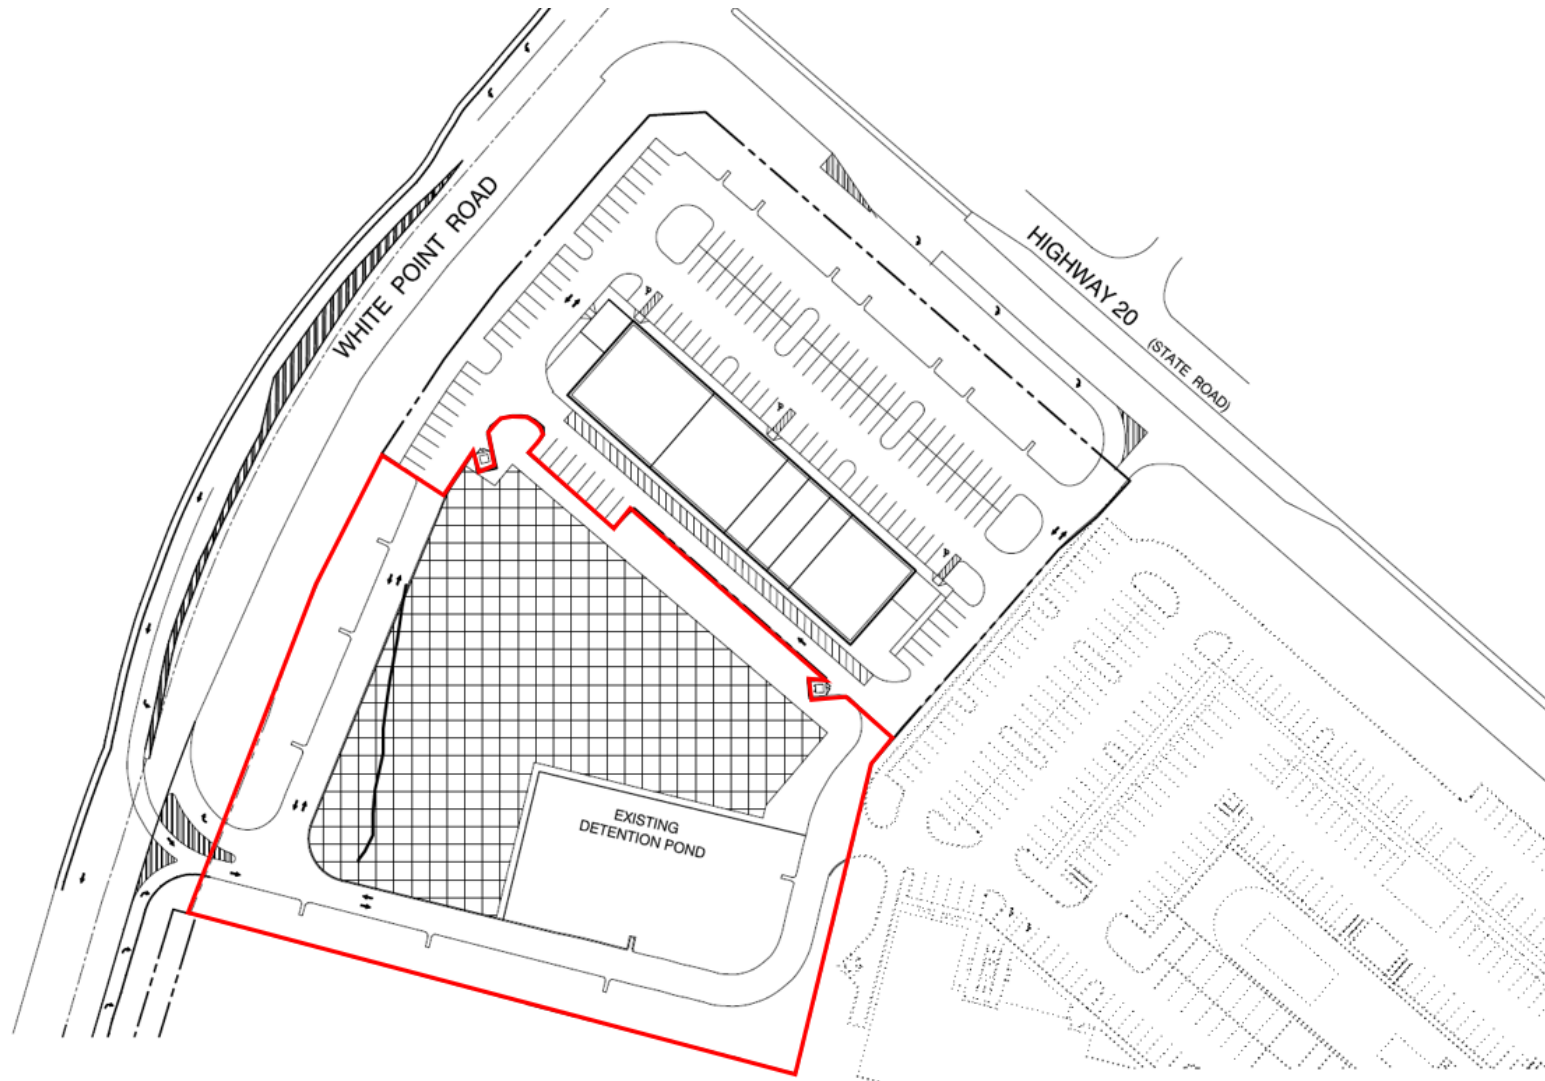 WHITE POINT ROAD
HIGHWAY 20
(STATE ROAD)
EXISTING
DETENTION POND